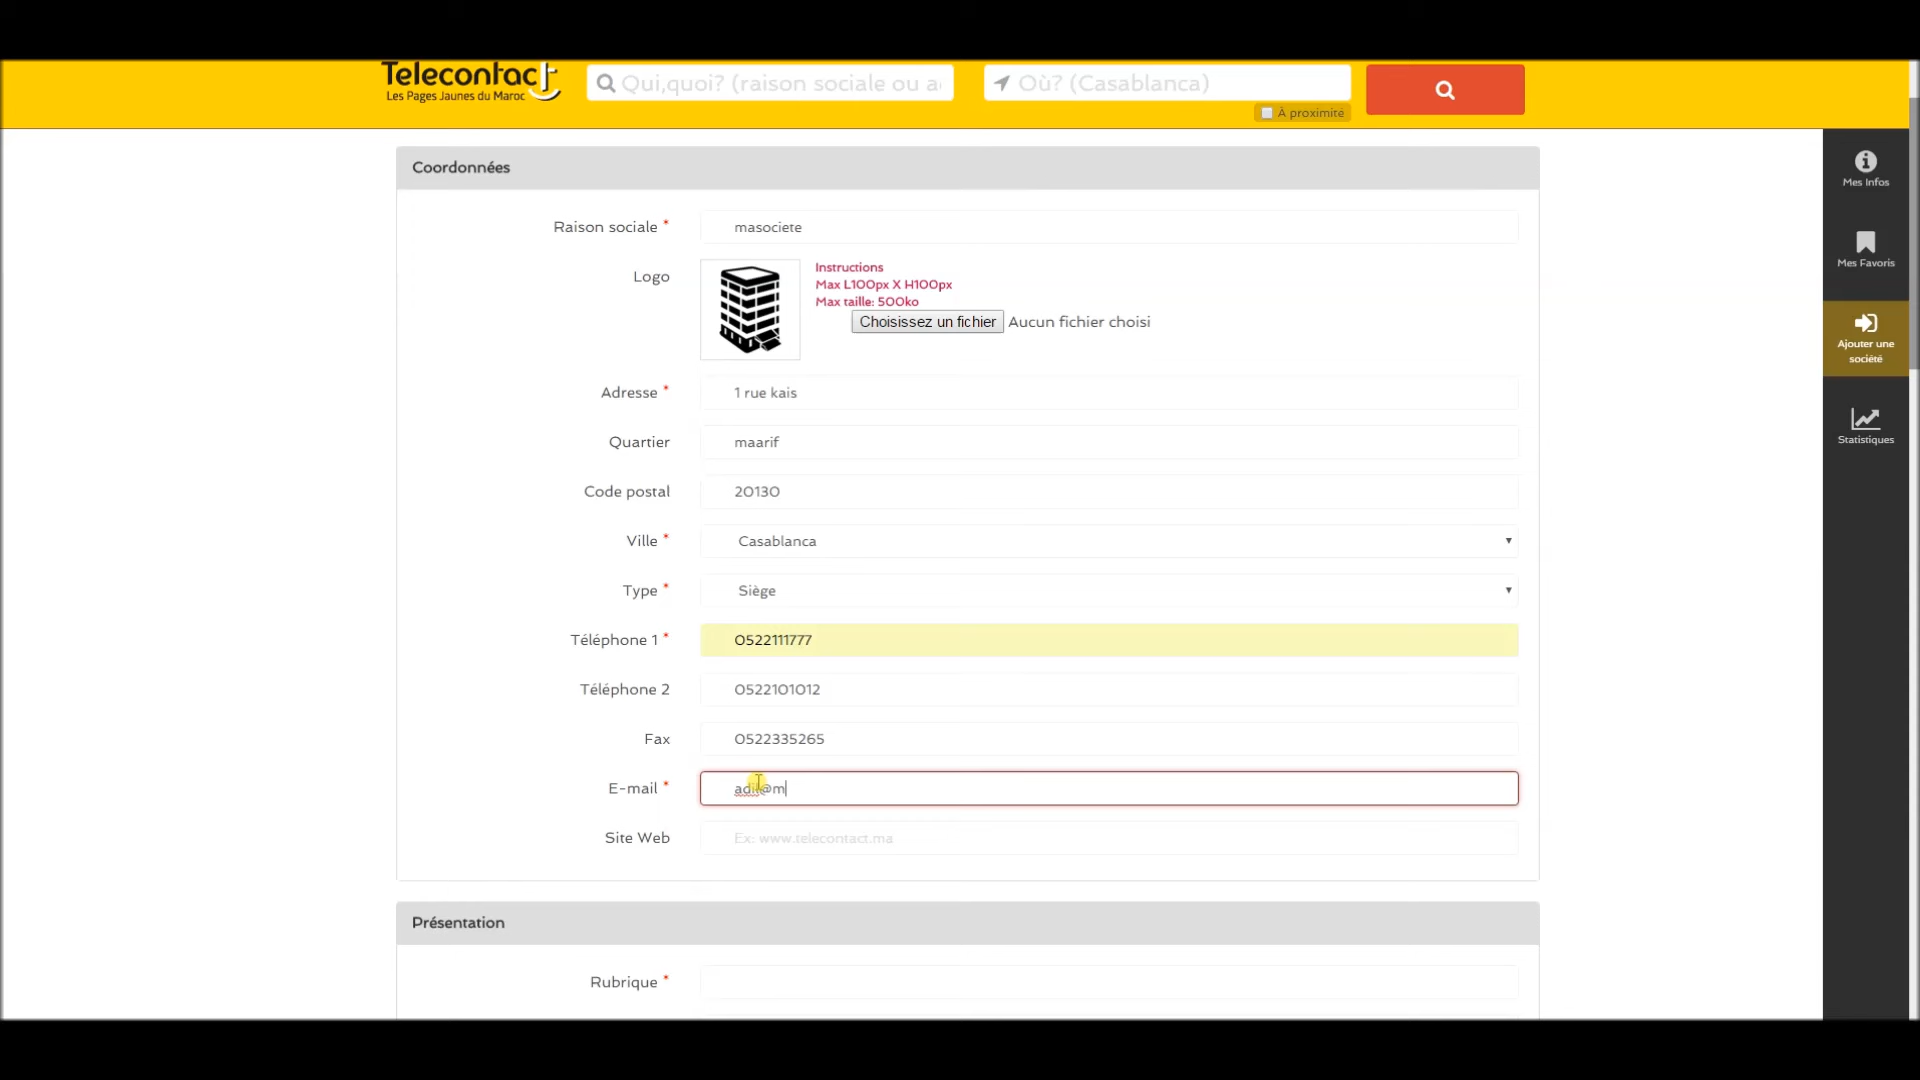 Telecontact
Les Pages Jaunes du Maroc
Qui,quoi? (raison sociale ou a
Où? (Casablanca)
À proximité
Coordonnées
Raison sociale * masociete
Logo
Instructions
Max L100px X H100px
Max taille: 500ko
Choisissez un fichier Aucun fichier choisi
Adresse * 1 rue kais
Quartier maarif
Code postal 20130
Ville * Casablanca
Type * Siège
Téléphone 1 * 0522111777
Téléphone 2 0522101012
Fax 0522335265
E-mail * adil@m
Site Web Ex: www.telecontact.ma
Présentation
Rubrique *
Mes Infos
Mes Favoris
Ajouter une
société
Statistiques